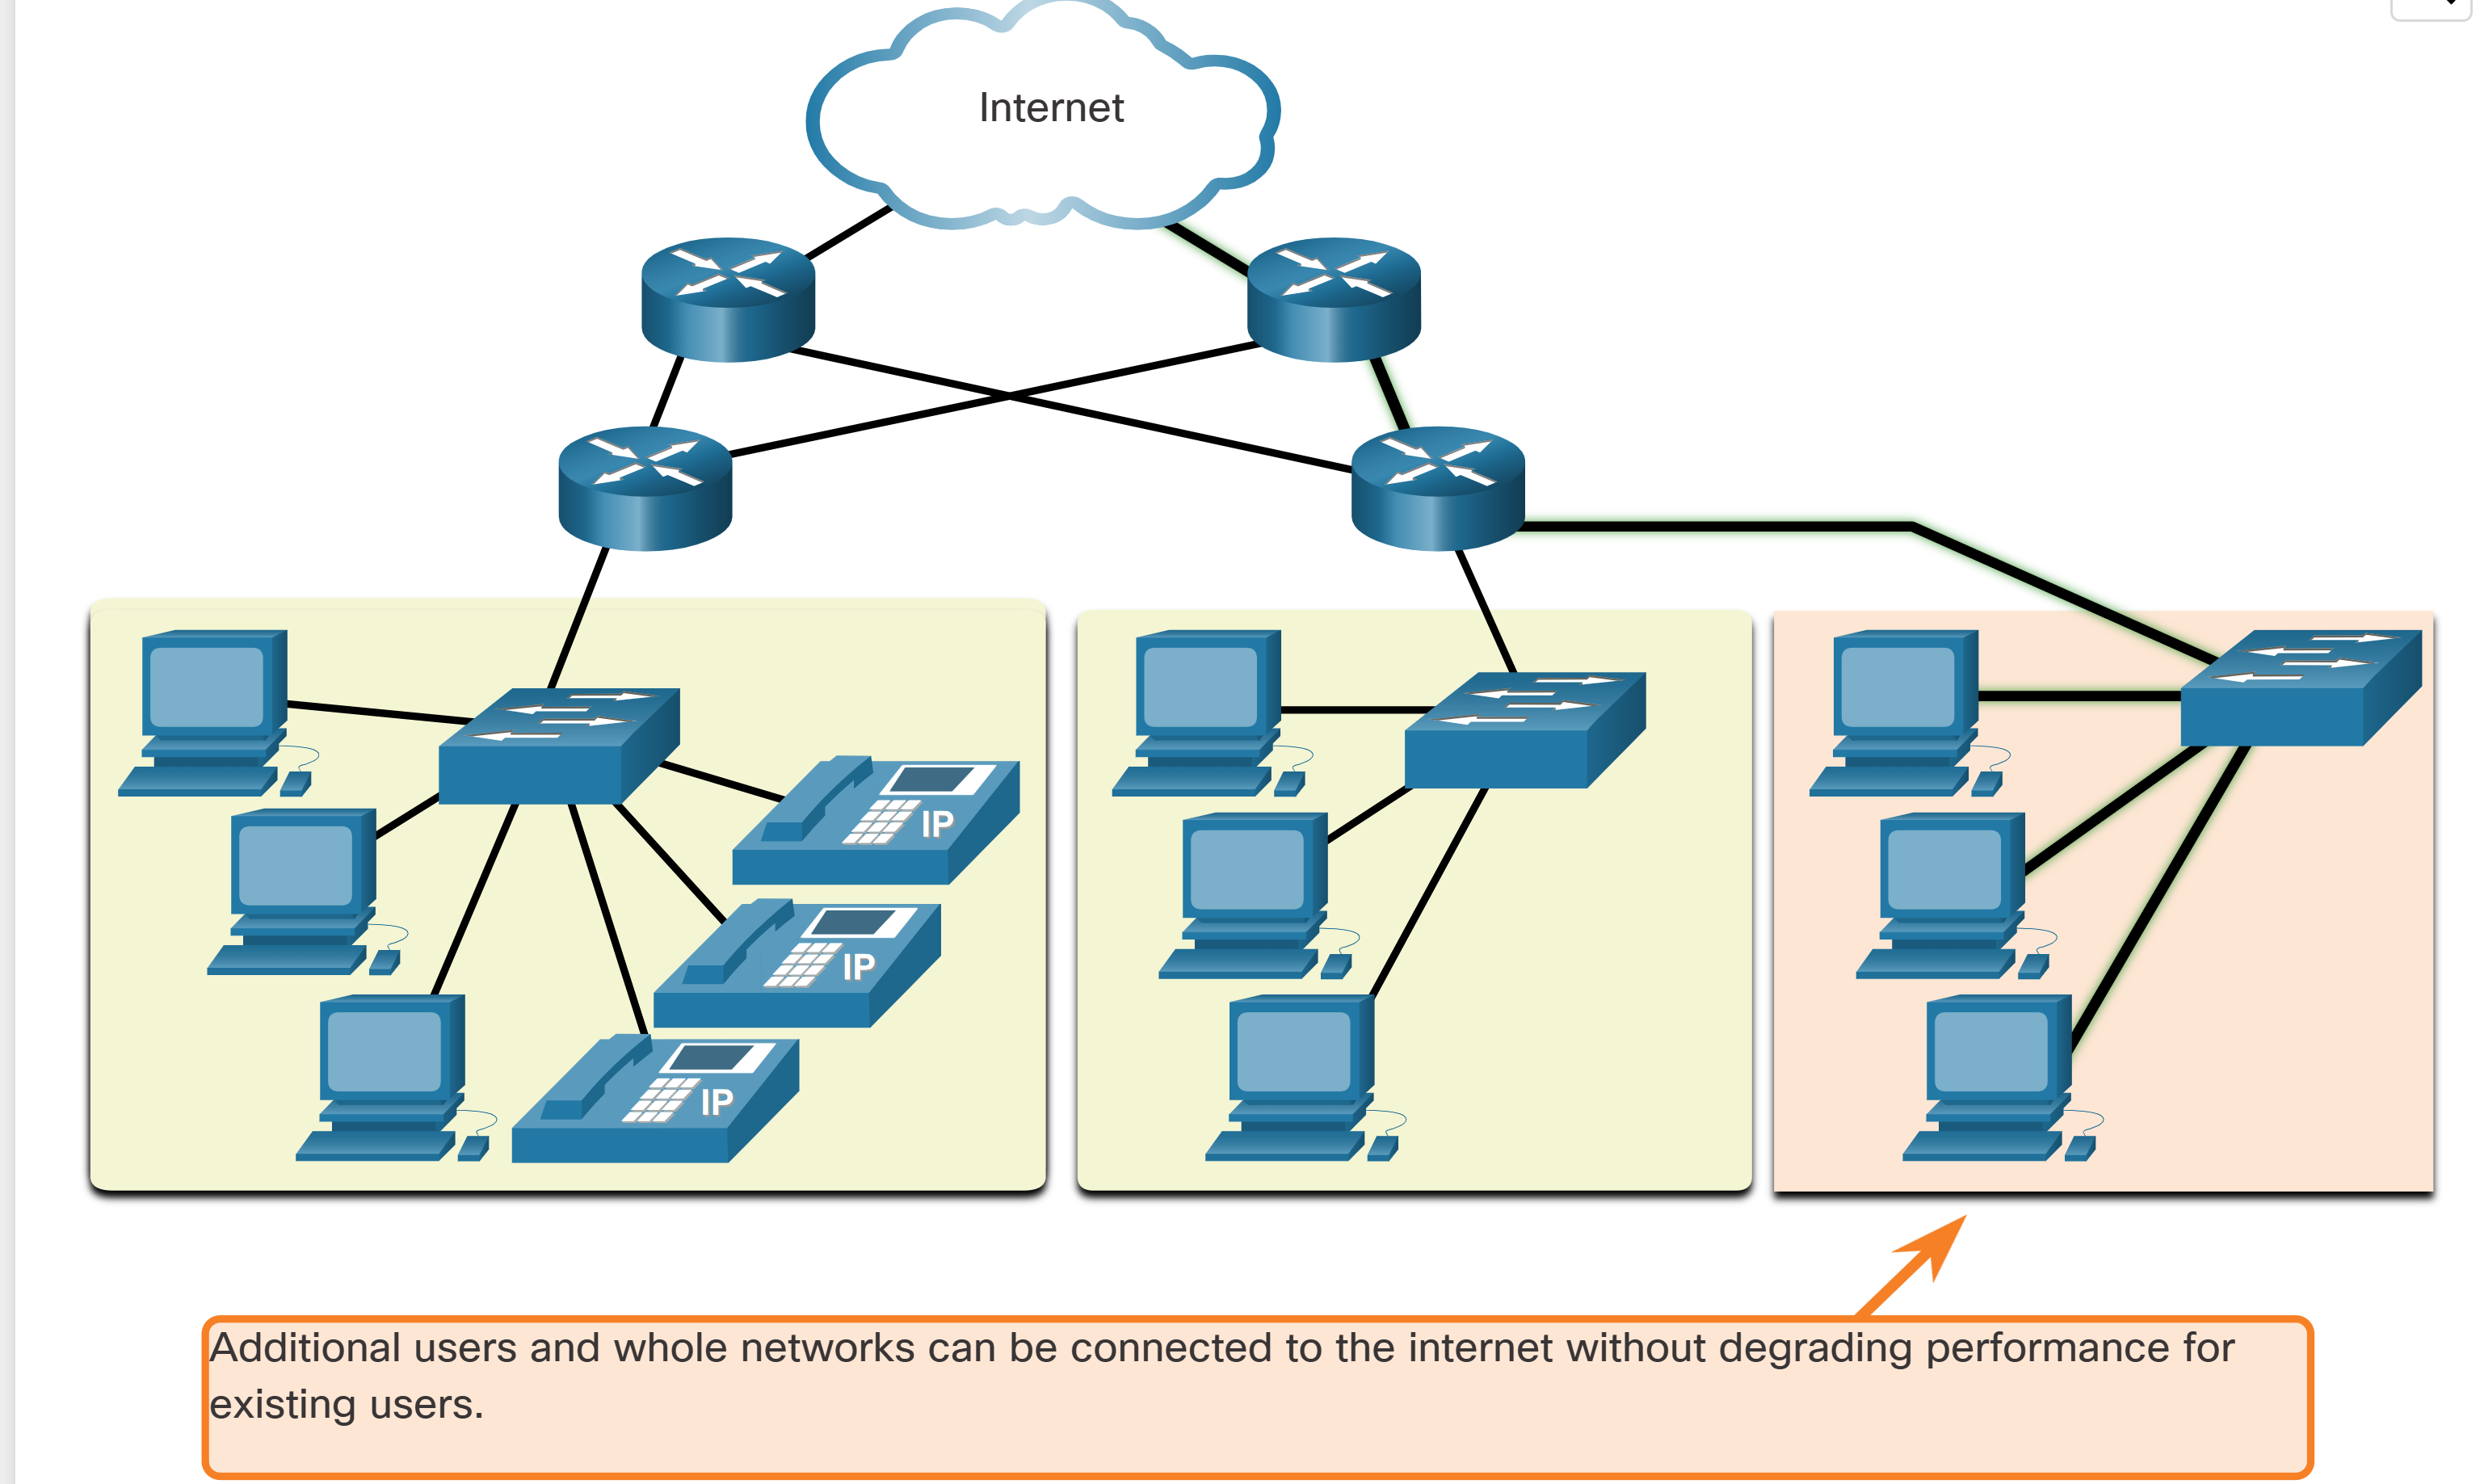 Internet
IP
IP
IP
Additional users and whole networks can be connected to the internet without degrading performance for
existing users.